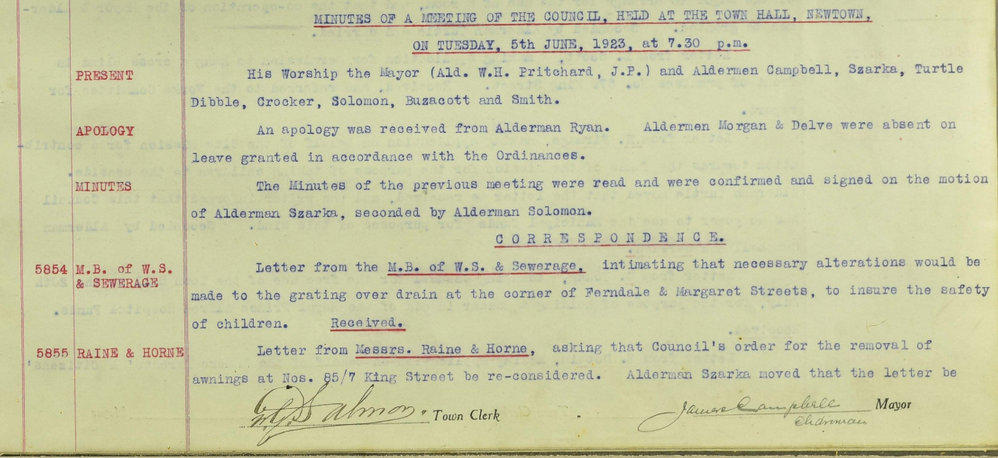 MINUTES OF A MEETING OF THE COUNCIL, HELD AT THE TOWN HALL, NEWTOWN,
ON TUESDAY, 5th JUNE, 1923, at 7.30 p.m.
PRESENT His Worship the Mayor (Ald. W.H. Pritchard, J.P.) and Aldermen Campbell, Szarka, Turtle
Dibble, Crocker, Solomon, Buzacott and Smith.
APOLOGY An apology was received from Alderman Ryan. Aldermen Morgan & Delve were absent on
leave granted in accordance with the Ordinances.
MINUTES The Minutes of the previous meeting were read and were confirmed and signed on the motion
of Alderman Szarka, seconded by Alderman Solomon.
CORRESPONDENCE.
5854 M.B. of W.S. & SEWERAGE Letter from the M.B. of W.S. & Sewerage, intimating that necessary alterations would be
made to the grating over drain at the corner of Ferndale & Margaret Streets, to insure the safety
of children. Received.
5855 RAINE & HORNE Letter from Messrs. Raine & Horne, asking that Council's order for the removal of
awnings at Nos. 85/7 King Street be re-considered. Alderman Szarka moved that the letter be
Salmon. Town Clerk James Campbell Mayor
Chairman